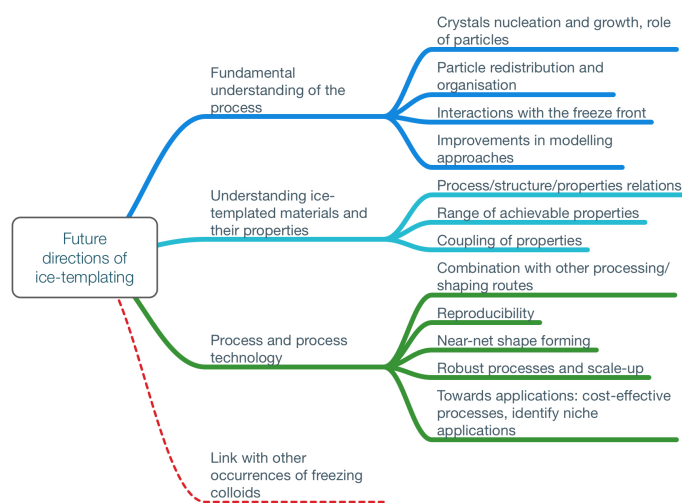 Future
directions of
ice-templating
Fundamental
understanding of the
process
Crystals nucleation and growth, role
of particles
Particle redistribution and
organisation
Interactions with the freeze front
Improvements in modelling
approaches
Understanding ice-
templated materials and
their properties
Process/structure/properties relations
Range of achievable properties
Coupling of properties
Process and process
technology
Combination with other processing/
shaping routes
Reproducibility
Near-net shape forming
Robust processes and scale-up
Towards applications: cost-effective
processes, identify niche
applications
Link with other
occurrences of freezing
colloids